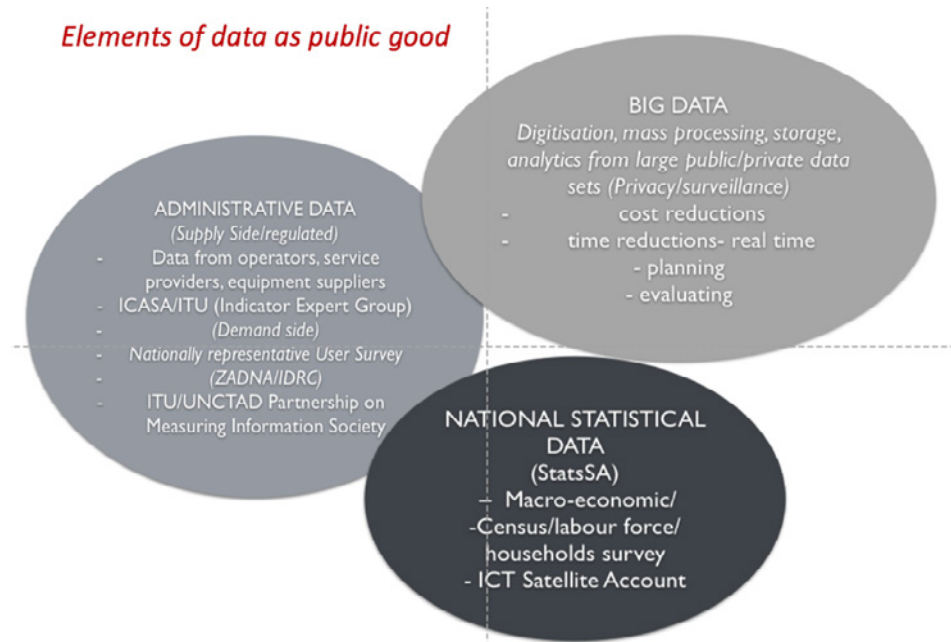 Elements of data as public good
BIG DATA
Digitisation, mass processing, storage,
analytics from large public/private data
sets (Privacy/surveillance)
- cost reductions
- time reductions- real time
- planning
- evaluating
ADMINISTRATIVE DATA
(Supply Side/regulated)
- Data from operators, service
providers, equipment suppliers
- ICASA/ITU (Indicator Expert Group)
- (Demand side)
- Nationally representative User Survey
- (ZADNA/IDRC)
- ITU/UNCTAD Partnership on
Measuring Information Society
NATIONAL STATISTICAL
DATA
(StatsSA)
– Macro-economic/
-Census/labour force/
households survey
- ICT Satellite Account